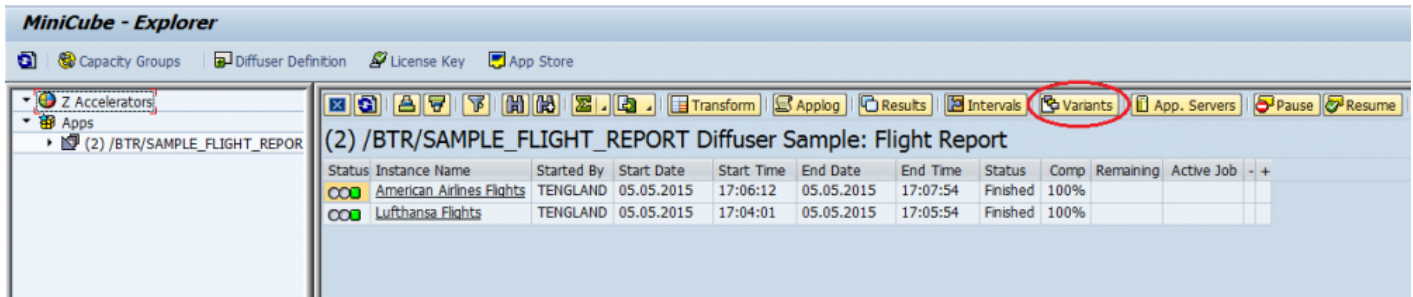 MiniCube - Explorer
Capacity Groups Diffuser Definition License Key App Store
Z Accelerators
Apps
(2) /BTR/SAMPLE_FLIGHT_REPOR
Transform Applog Results Intervals Variants App. Servers Pause Resume
(2) /BTR/SAMPLE_FLIGHT_REPORT Diffuser Sample: Flight Report
Status Instance Name Started By Start Date Start Time End Date End Time Status Comp Remaining Active Job - +
American Airlines Flights TENGLAND 05.05.2015 17:06:12 05.05.2015 17:07:54 Finished 100%
Lufthansa Flights TENGLAND 05.05.2015 17:04:01 05.05.2015 17:05:54 Finished 100%